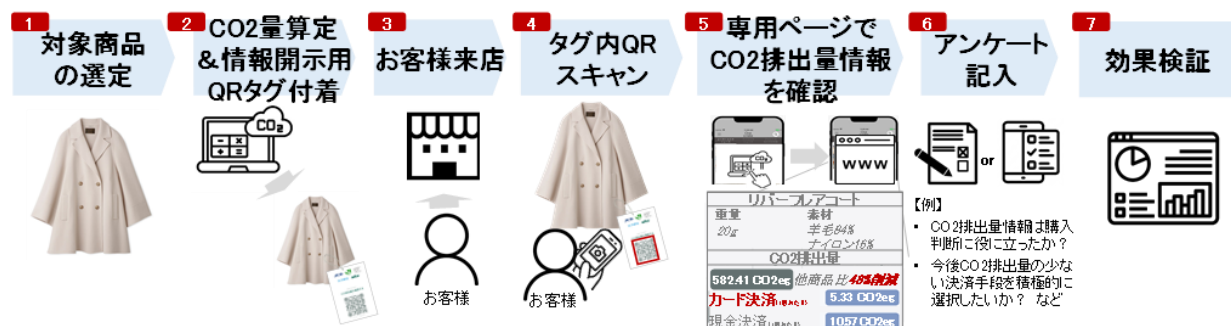 1
対象商品
の選定
2
CO2量算定
&情報開示用
QRタグ付着
3
お客様来店
4
タグ内QR
スキャン
5
専用ページで
CO2排出量情報
を確認
6
アンケート
記入
7
効果検証
CO₂
お客様
お客様
www
リバーフレアコート
重量 素材
20g 羊毛84%
ナイロン16%
CO2排出量
582.41 CO2eg 他商品比48%削減
カード決済 5.33 CO2eg
現金決済 1057 CO2eg
or
【例】
・ CO2排出量情報は購入
判断に役に立ったか？
・ 今後CO2排出量の少な
い決済手段を積極的に
選択したいか？ など